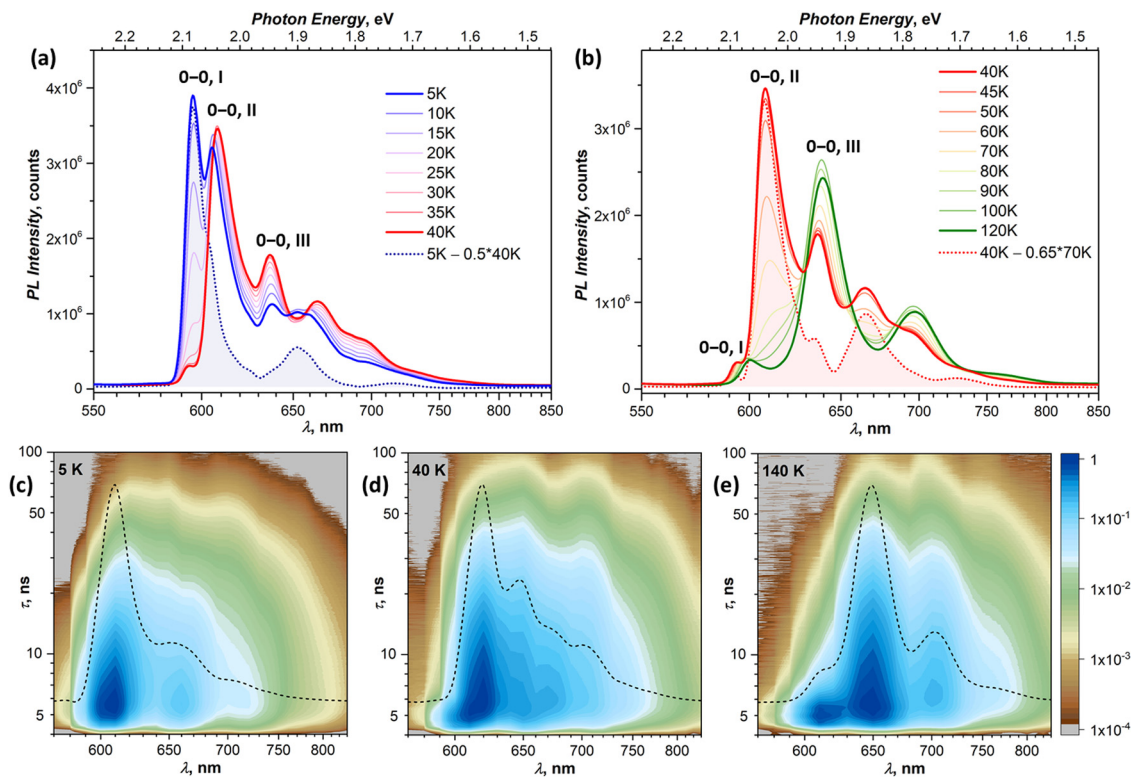 Photon Energy, eV
2.2 2.1 2.0 1.9 1.8 1.7 1.6 1.5
(a)
0–0, I
0–0, II
0–0, III
5K
10K
15K
20K
25K
30K
35K
40K
5K – 0.5*40K
PL Intensity, counts
4x10⁶
3x10⁶
2x10⁶
1x10⁶
0
550 600 650 700 750 800 850
λ, nm
Photon Energy, eV
2.2 2.1 2.0 1.9 1.8 1.7 1.6 1.5
(b)
0–0, II
0–0, III
0–0, I
40K
45K
50K
60K
70K
80K
90K
100K
120K
40K – 0.65*70K
PL Intensity, counts
3x10⁶
2x10⁶
1x10⁶
0
550 600 650 700 750 800 850
λ, nm
(c)
5 K
τ, ns
100
50
10
5
600 650 700 750 800
λ, nm
(d)
40 K
τ, ns
100
50
10
5
600 650 700 750 800
λ, nm
(e)
140 K
τ, ns
100
50
10
5
600 650 700 750 800
λ, nm
1
1x10⁻¹
1x10⁻²
1x10⁻³
1x10⁻⁴